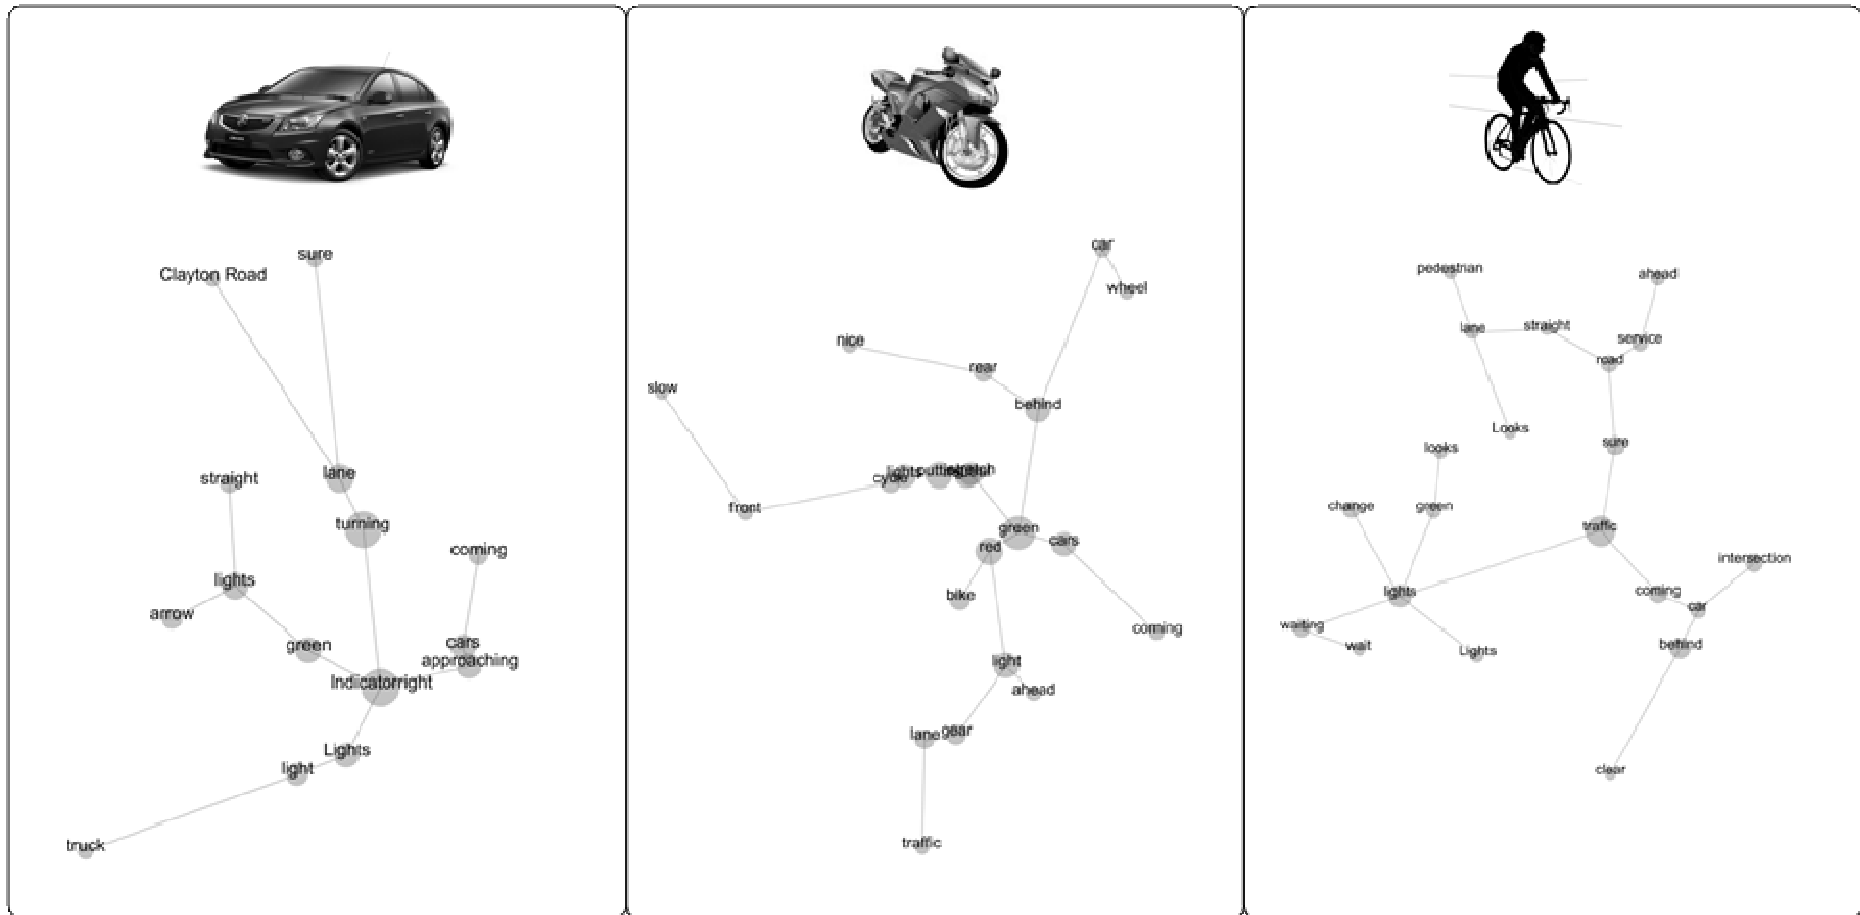 sure
Clayton Road
lane
straight
turning
coming
lights
arrow
green
cars
approaching
Indicatorright
Lights
light
truck
car
wheel
nice
rear
slow
behind
cycle
lights
front
green
red
cars
bike
coming
light
ahead
lane
gear
traffic
pedestrian
ahead
lane
straight
service
road
Looks
looks
sure
change
green
traffic
intersection
lights
coming
car
waiting
wait
Lights
behind
clear